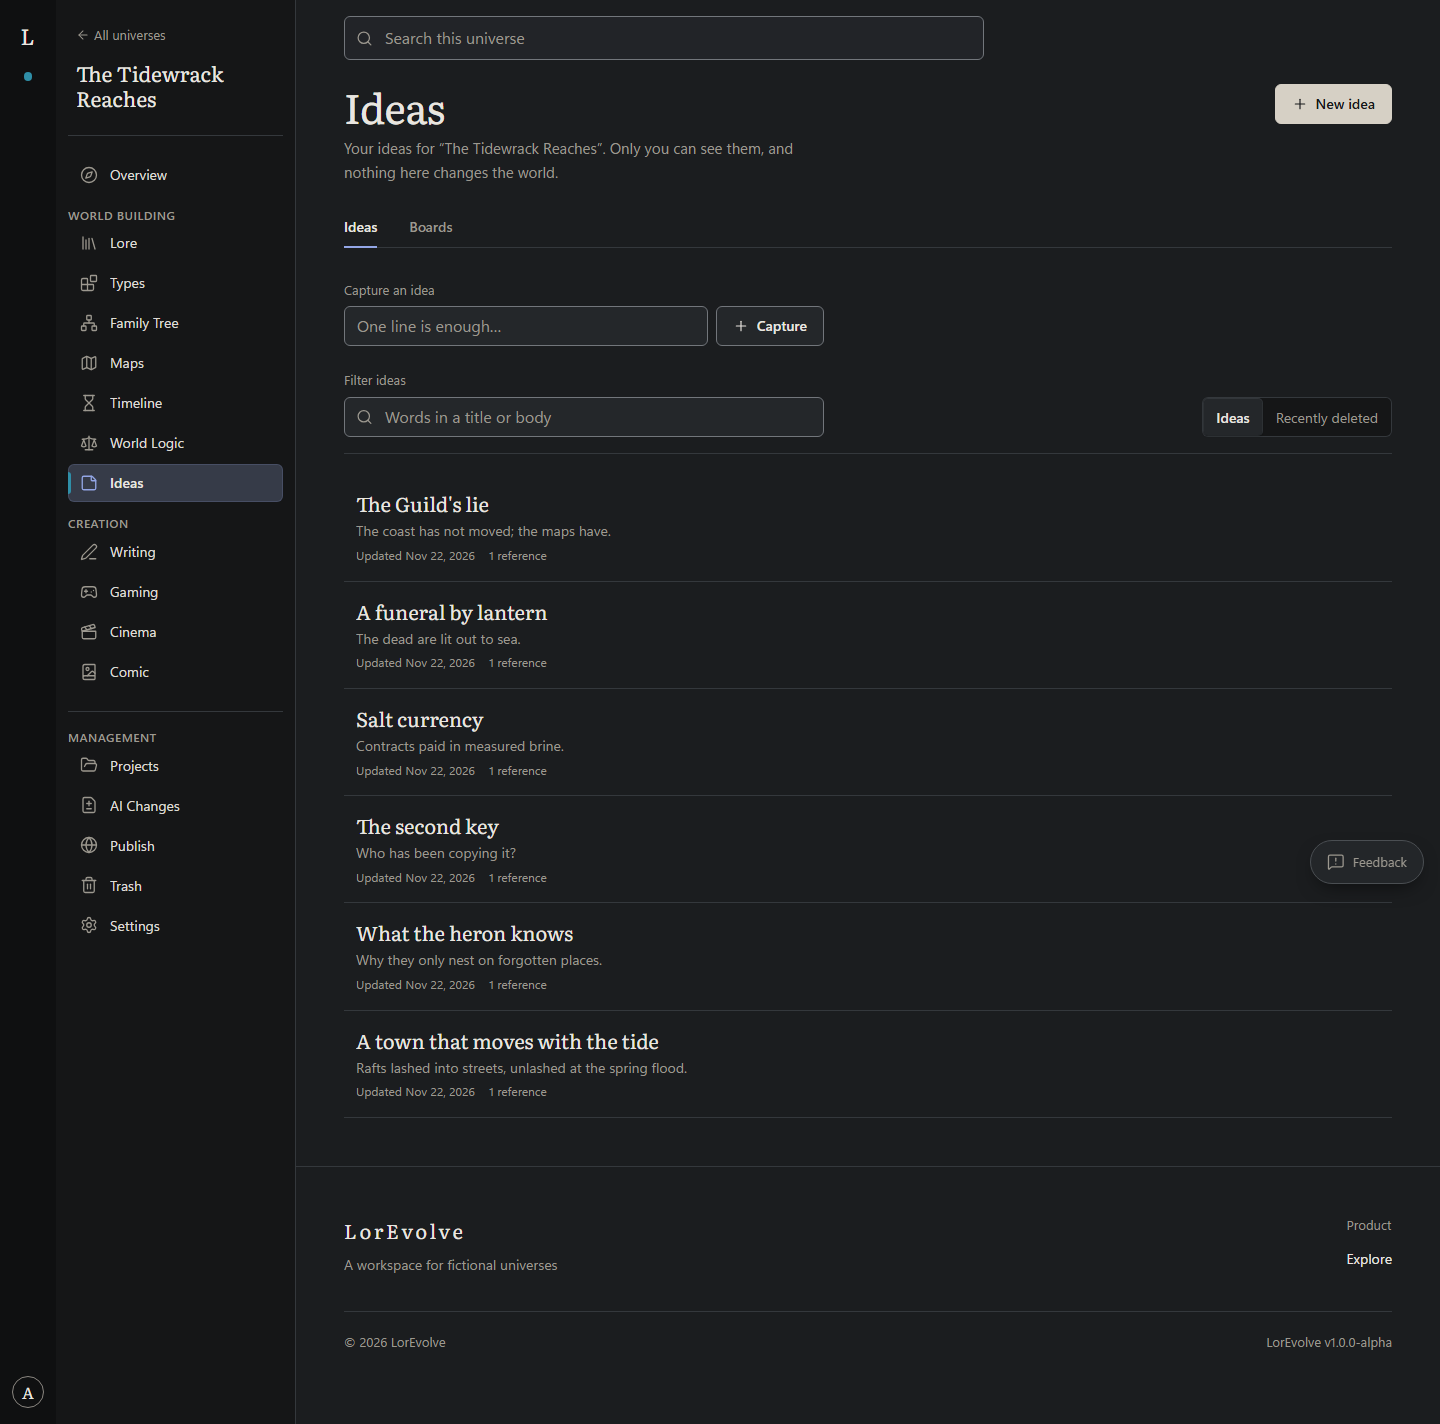 L
All universes
The Tidewrack
Reaches
Overview
WORLD BUILDING
Lore
Types
Family Tree
Maps
Timeline
World Logic
Ideas
CREATION
Writing
Gaming
Cinema
Comic
MANAGEMENT
Projects
AI Changes
Publish
Trash
Settings
A
Search this universe
Ideas
New idea
Your ideas for “The Tidewrack Reaches”. Only you can see them, and
nothing here changes the world.
Ideas Boards
Capture an idea
One line is enough...
Capture
Filter ideas
Words in a title or body
Ideas Recently deleted
The Guild's lie
The coast has not moved; the maps have.
Updated Nov 22, 2026 1 reference
A funeral by lantern
The dead are lit out to sea.
Updated Nov 22, 2026 1 reference
Salt currency
Contracts paid in measured brine.
Updated Nov 22, 2026 1 reference
The second key
Who has been copying it?
Updated Nov 22, 2026 1 reference
Feedback
What the heron knows
Why they only nest on forgotten places.
Updated Nov 22, 2026 1 reference
A town that moves with the tide
Rafts lashed into streets, unlashed at the spring flood.
Updated Nov 22, 2026 1 reference
LorEvolve
A workspace for fictional universes
Product
Explore
© 2026 LorEvolve
LorEvolve v1.0.0-alpha